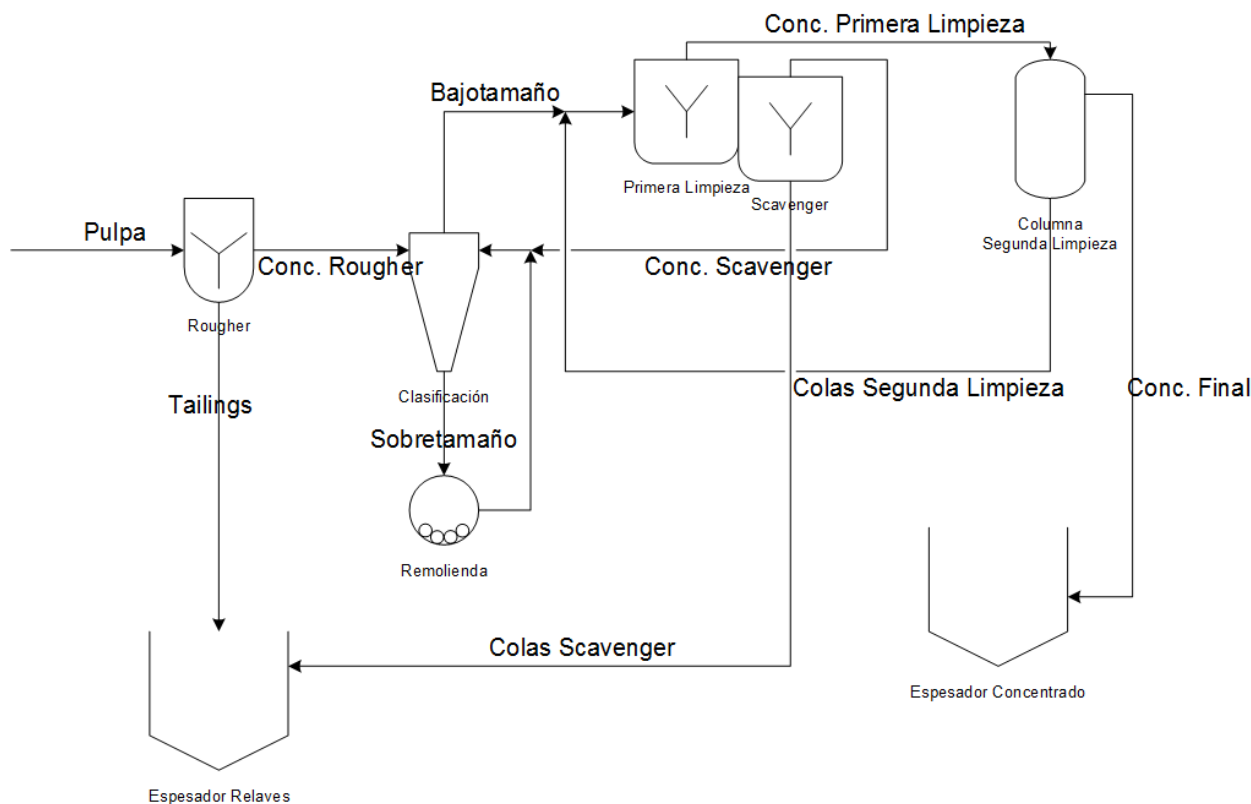 Conc. Primera Limpieza
Bajotamaño
Primera Limpieza
Scavenger
Columna
Segunda Limpieza
Pulpa
Conc. Rougher
Conc. Scavenger
Rougher
Clasificación
Tailings
Colas Segunda Limpieza
Conc. Final
Sobretamaño
Remolienda
Colas Scavenger
Espesador Concentrado
Espesador Relaves